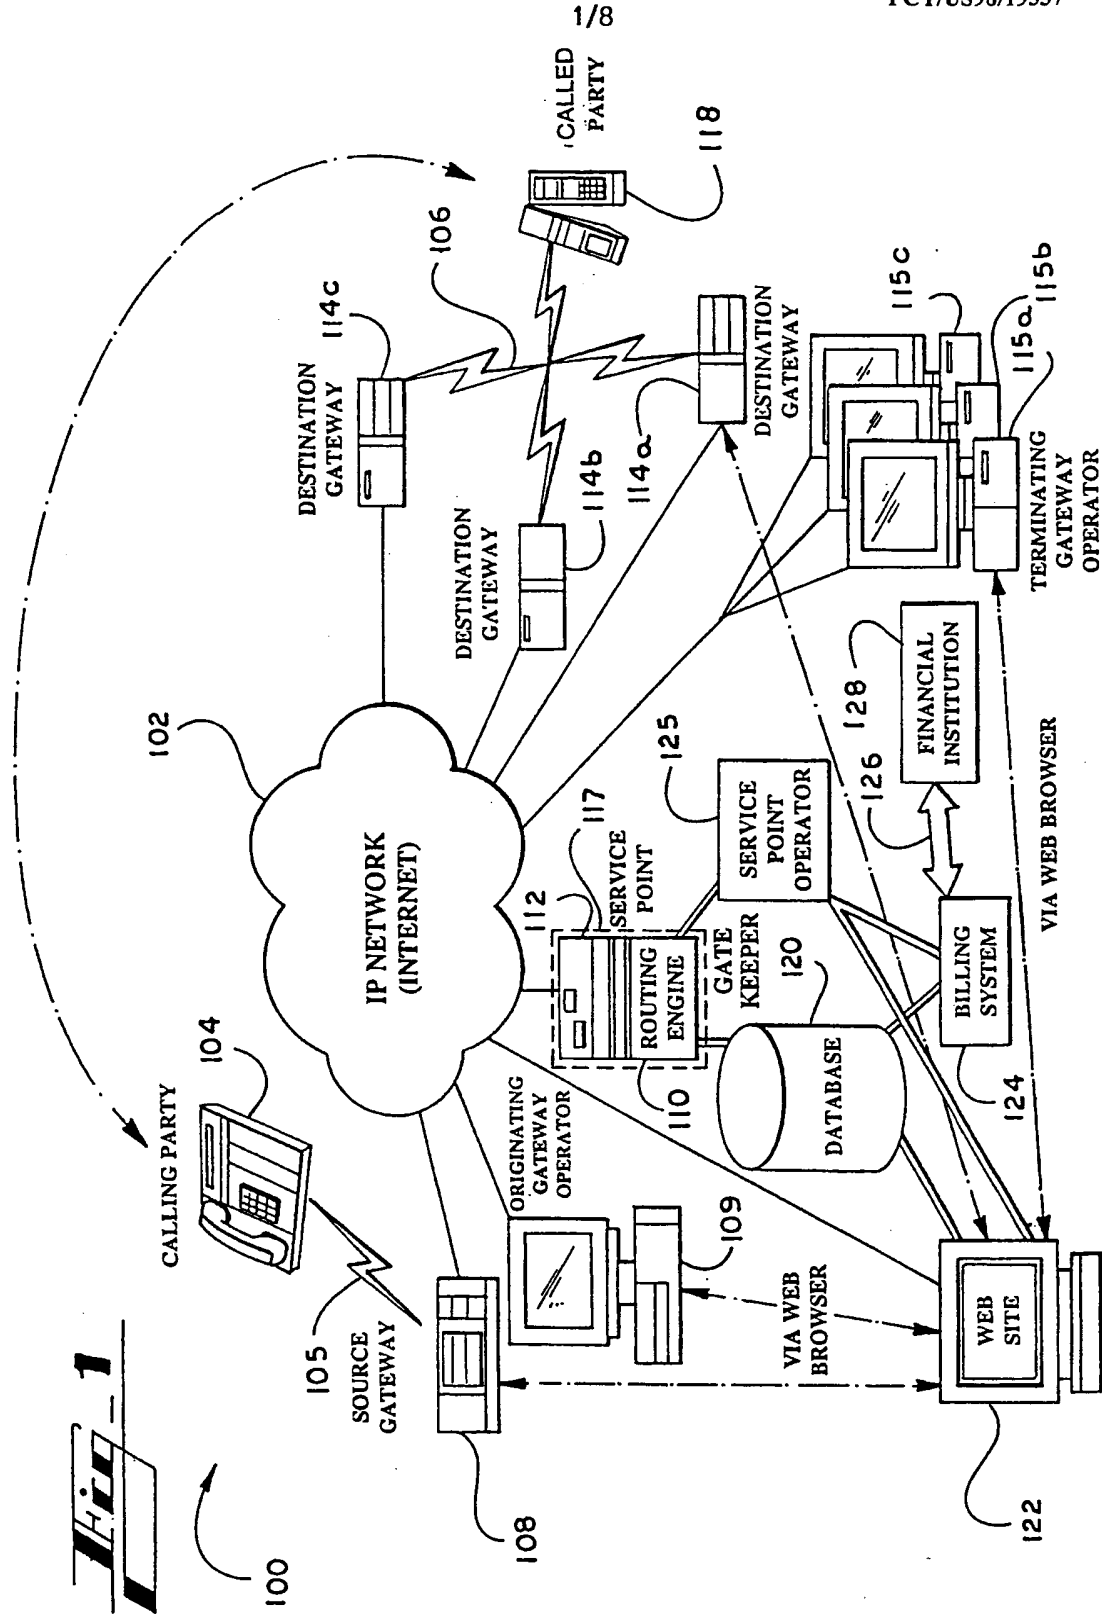 1/8
Fig_1
100
CALLING PARTY
104
105
SOURCE
GATEWAY
108
ORIGINATING
GATEWAY
OPERATOR
109
102
IP NETWORK
(INTERNET)
DESTINATION
GATEWAY
114c
106
CALLED
PARTY
118
DESTINATION
GATEWAY
114b
114a
DESTINATION
GATEWAY
112
117
SERVICE
POINT
ROUTING
ENGINE
110
GATE
KEEPER
125
SERVICE
POINT
OPERATOR
120
DATABASE
115c
115b
115a
TERMINATING
GATEWAY
OPERATOR
128
FINANCIAL
INSTITUTION
126
BILLING
SYSTEM
124
VIA WEB BROWSER
VIA WEB
BROWSER
WEB
SITE
122